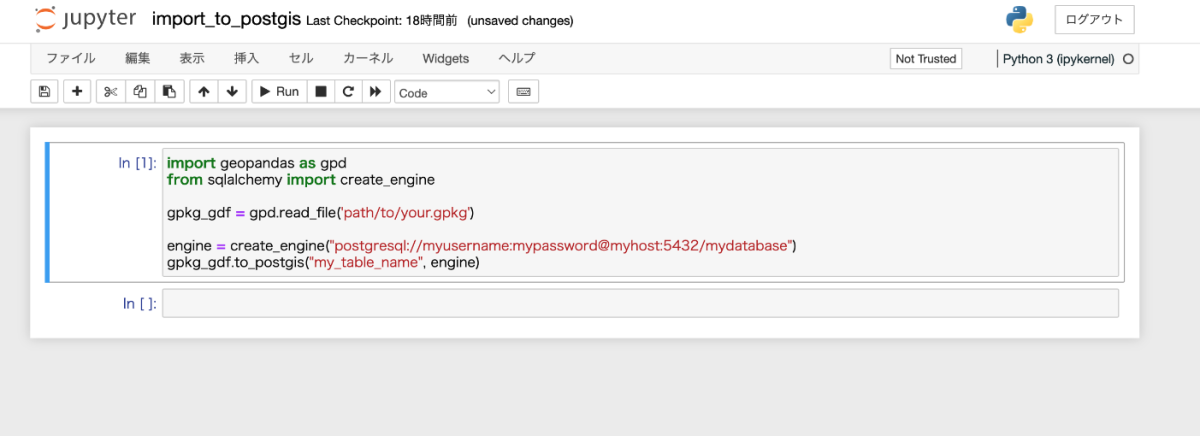 jupyter import_to_postgis Last Checkpoint: 18時間前 (unsaved changes) ログアウト
ファイル 編集 表示 挿入 セル カーネル Widgets ヘルプ Not Trusted Python 3 (ipykernel)
Run Code
In [1]: import geopandas as gpd
from sqlalchemy import create_engine
gpkg_gdf = gpd.read_file('path/to/your.gpkg')
engine = create_engine("postgresql://myusername:mypassword@myhost:5432/mydatabase")
gpkg_gdf.to_postgis("my_table_name", engine)
In [ ]: